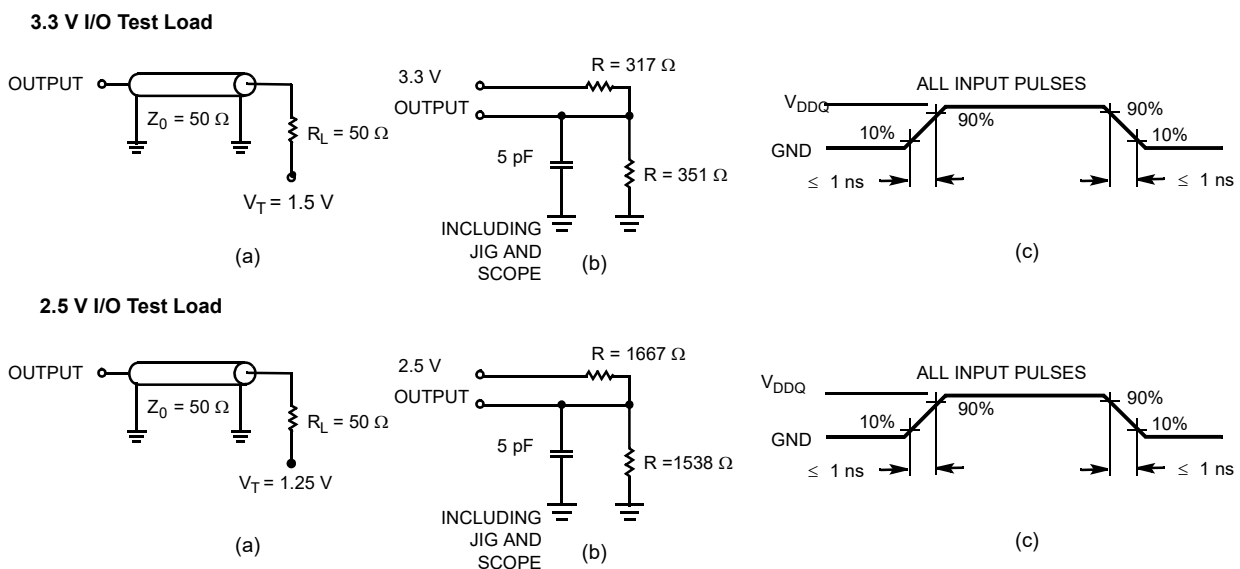 3.3 V I/O Test Load
OUTPUT
Z0 = 50 Ω
RL = 50 Ω
VT = 1.5 V
(a)
3.3 V
OUTPUT
R = 317 Ω
5 pF
R = 351 Ω
INCLUDING
JIG AND
SCOPE
(b)
ALL INPUT PULSES
VDDQ
GND
10%
90%
90%
10%
≤ 1 ns
≤ 1 ns
(c)
2.5 V I/O Test Load
OUTPUT
Z0 = 50 Ω
RL = 50 Ω
VT = 1.25 V
(a)
2.5 V
OUTPUT
R = 1667 Ω
5 pF
R =1538 Ω
INCLUDING
JIG AND
SCOPE
(b)
ALL INPUT PULSES
VDDQ
GND
10%
90%
90%
10%
≤ 1 ns
≤ 1 ns
(c)